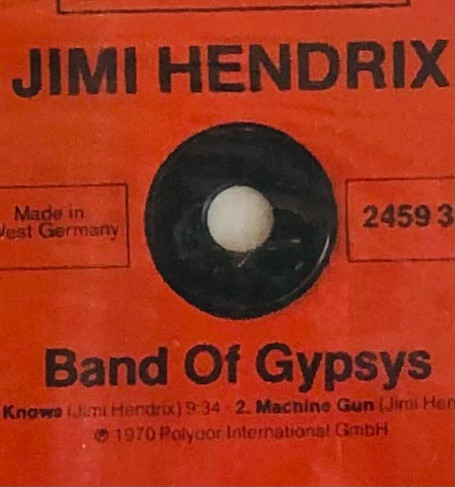 JIMI HENDRIX
Made in
West Germany
2459 3
Band Of Gypsys
Knows (Jimi Hendrix) 9:34 · 2. Machine Gun (Jimi Hen
℗ 1970 Polydor International GmbH